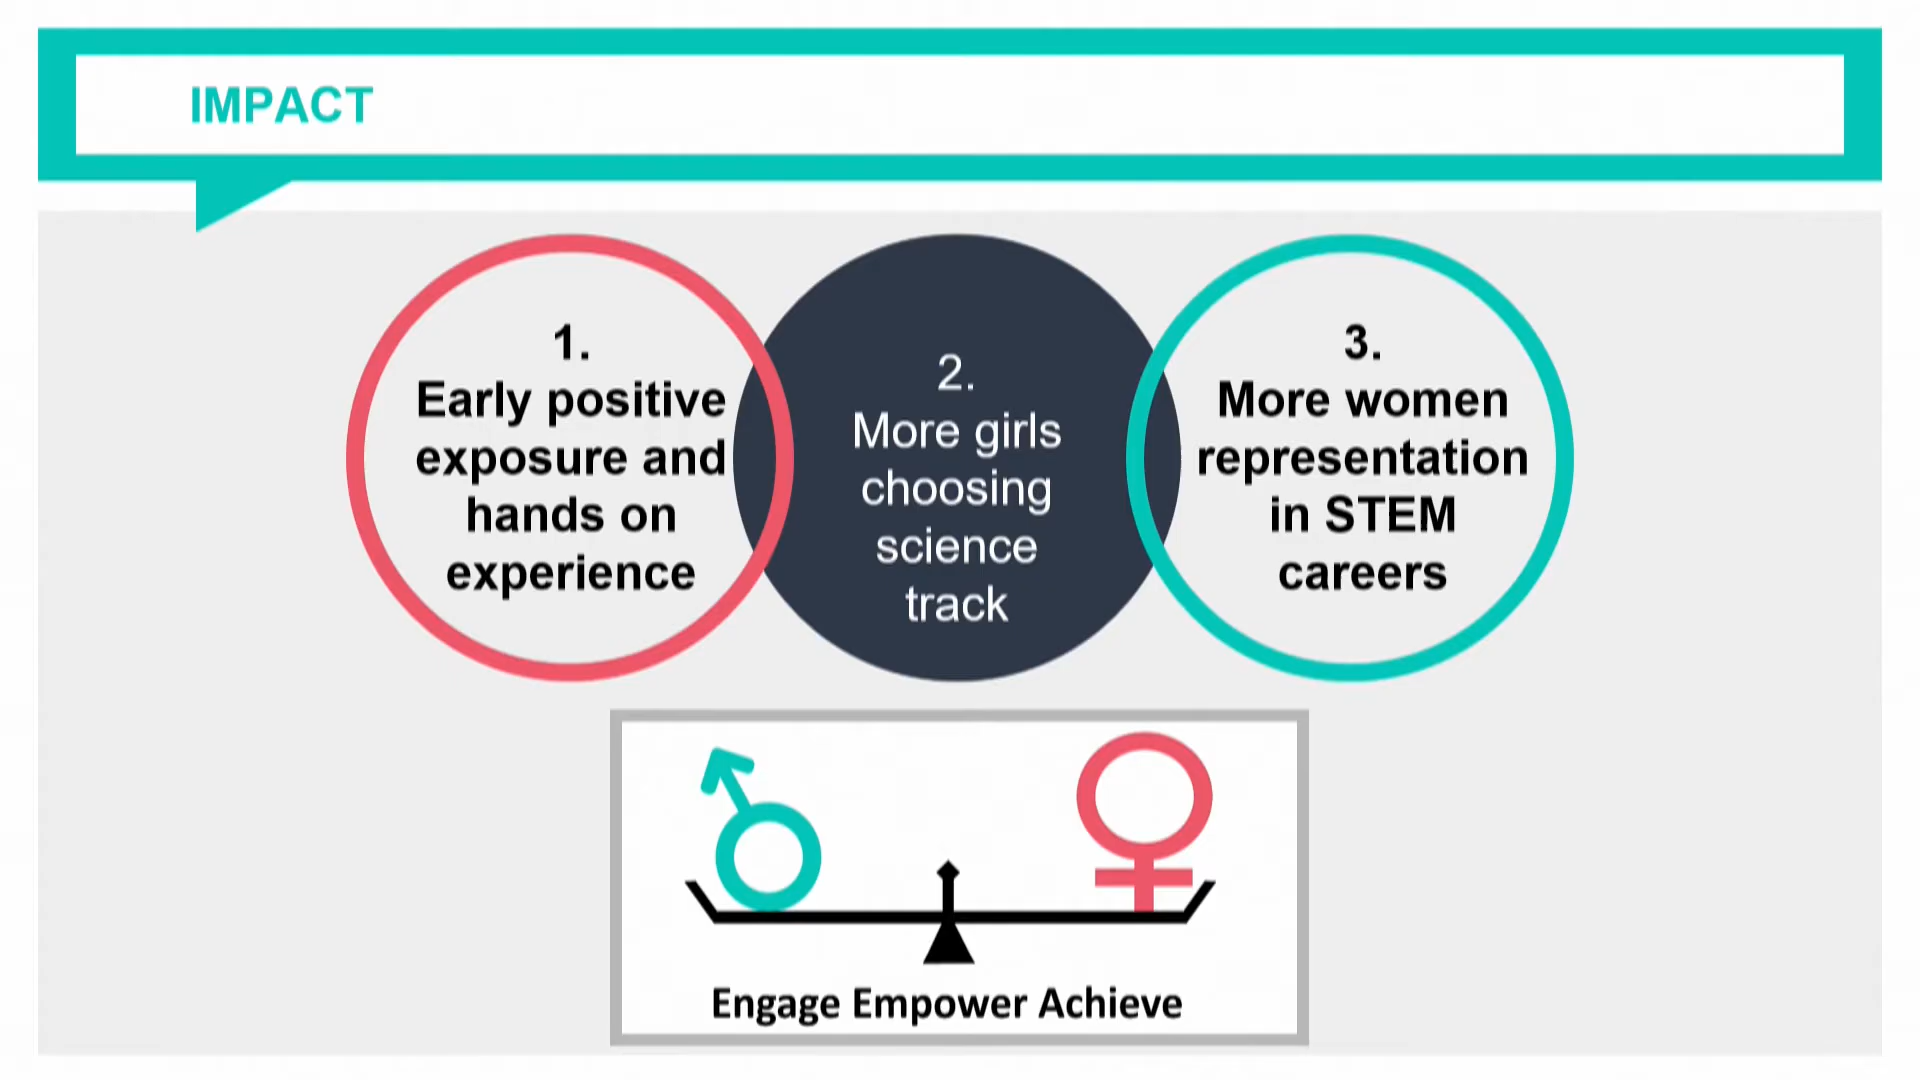 IMPACT
1.
Early positive
exposure and
hands on
experience
2.
More girls
choosing
science
track
3.
More women
representation
in STEM
careers
Engage Empower Achieve